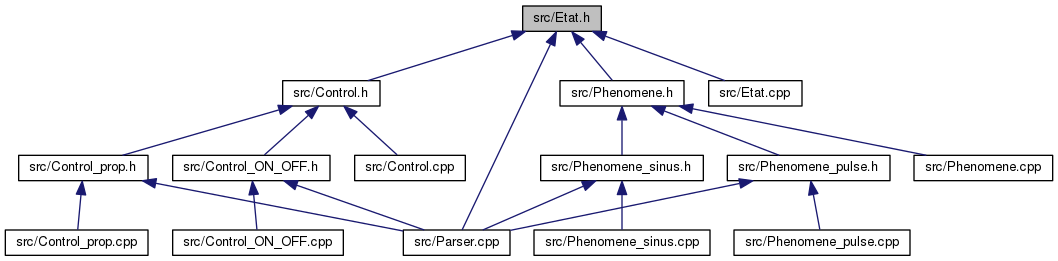 src/Etat.h
src/Control.h
src/Phenomene.h
src/Etat.cpp
src/Control_prop.h
src/Control_ON_OFF.h
src/Control.cpp
src/Phenomene_sinus.h
src/Phenomene_pulse.h
src/Phenomene.cpp
src/Control_prop.cpp
src/Control_ON_OFF.cpp
src/Parser.cpp
src/Phenomene_sinus.cpp
src/Phenomene_pulse.cpp